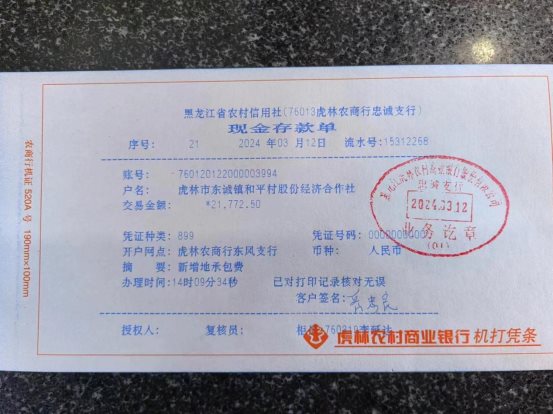 黑龙江省农村信用社(76013虎林农商行忠诚支行)
现金存款单
序号: 21 2024 年03 月12日 流水号:15312268
账号: -760120122000003994
户名: 虎林市东诚镇和平村股份经济合作社
交易金额: *21,772.50
凭证种类: 899 凭证号码: 00000000000
开户网点: 虎林农商行东风支行 币种: 人民币
摘 要: 新增地承包费
办理时间:14时09分34秒 已对打印记录核对无误
客户签名:
授权人: 复核员: 柜员:760319
虎林农村商业银行 机打凭条
农商行机证 520A 号 190mm×100mm
忠诚支行
2024.03.12
业务讫章
(01)